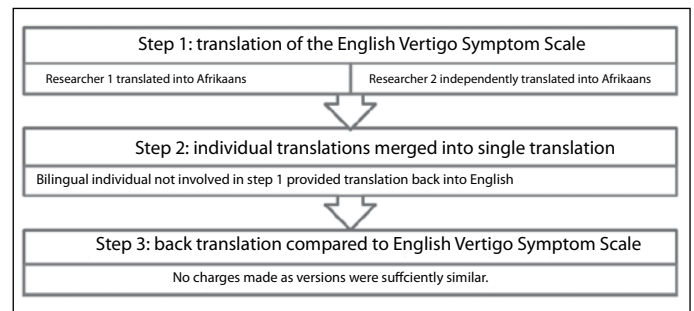 Step 1: translation of the English Vertigo Symptom Scale
Researcher 1 translated into Afrikaans
Researcher 2 independently translated into Afrikaans
Step 2: individual translations merged into single translation
Bilingual individual not involved in step 1 provided translation back into English
Step 3: back translation compared to English Vertigo Symptom Scale
No charges made as versions were suffciently similar.